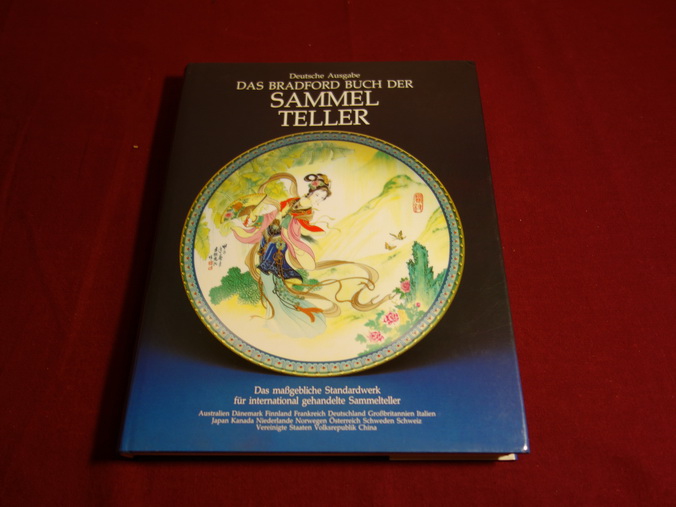 Deutsche Ausgabe
DAS BRADFORD BUCH DER
SAMMEL
TELLER
Das maßgebliche Standardwerk
für international gehandelte Sammelteller
Australien Dänemark Finnland Frankreich Deutschland Großbritannien Italien
Japan Kanada Niederlande Norwegen Österreich Schweden Schweiz
Vereinigte Staaten Volksrepublik China